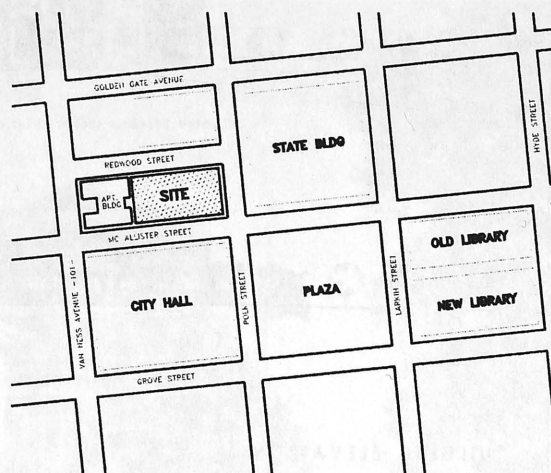 GOLDEN GATE AVENUE
HYDE STREET
STATE BLDG
REDWOOD STREET
APT.
BLDG
SITE
MC ALLISTER STREET
OLD LIBRARY
VAN NESS AVENUE -101-
CITY HALL
POLK STREET
PLAZA
LARKIN STREET
NEW LIBRARY
GROVE STREET